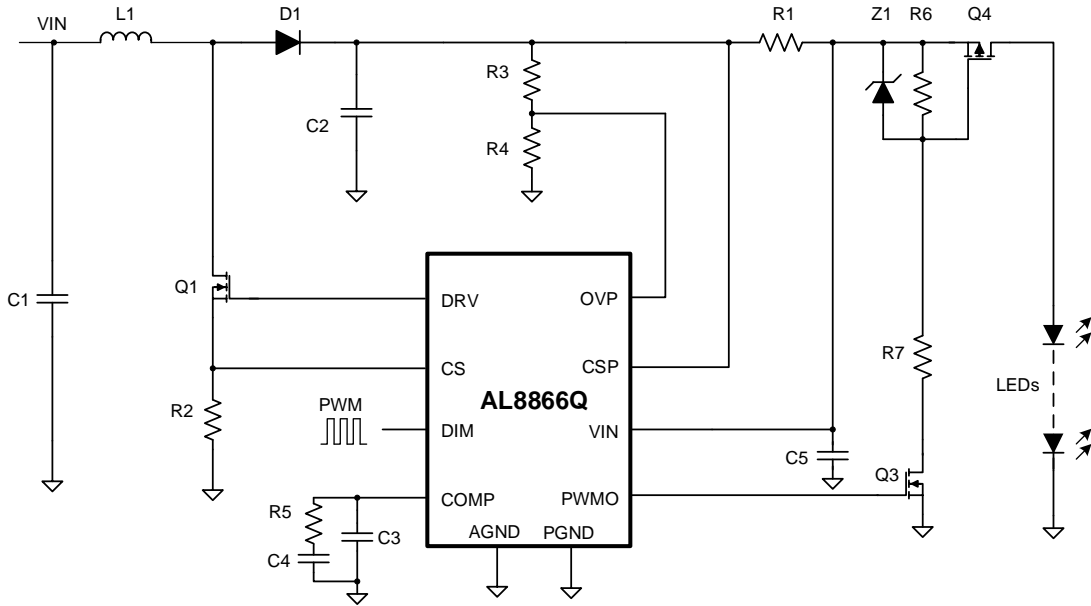 VIN
L1
D1
R1
Z1
R6
Q4
R3
C2
R4
C1
Q1
DRV
OVP
CS
CSP
R7
LEDs
R2
PWM
AL8866Q
DIM
VIN
C5
Q3
COMP
PWMO
R5
C3
C4
AGND
PGND